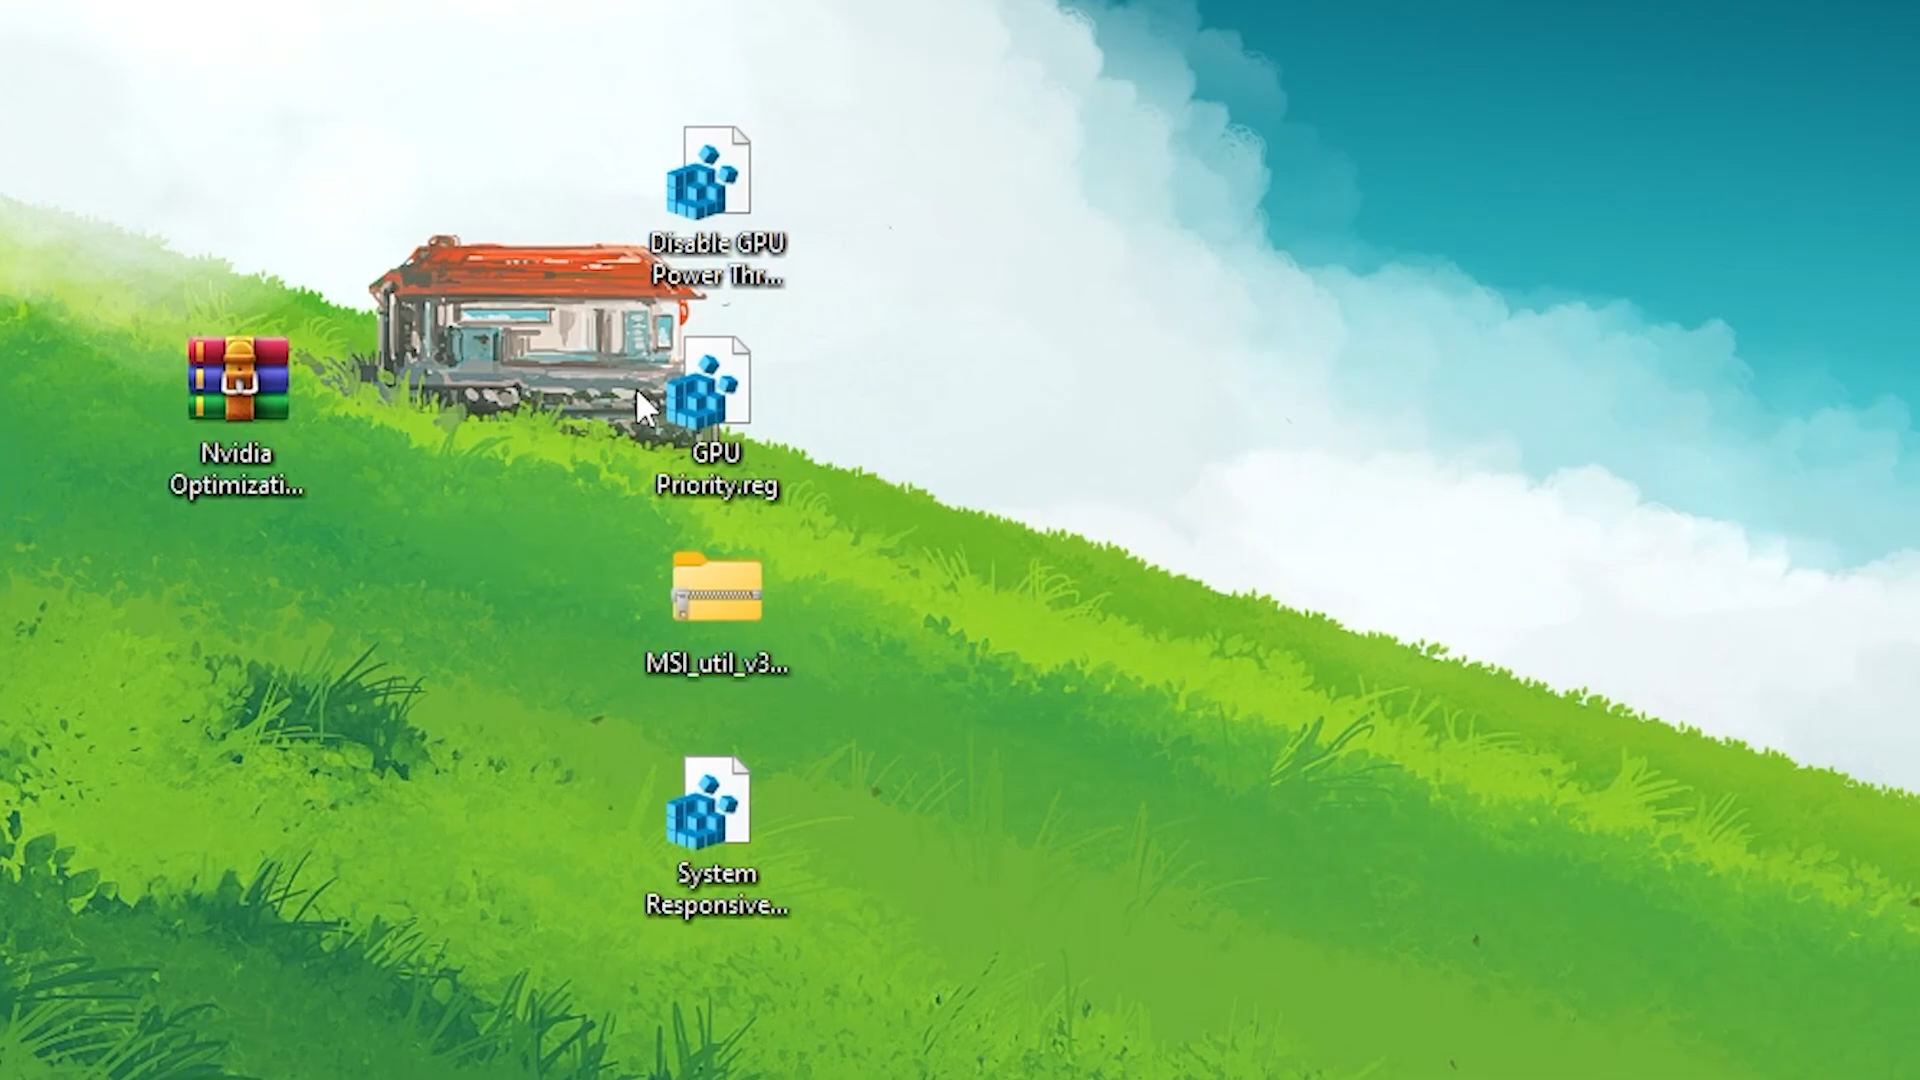 Disable GPU
Power Thr...
Nvidia
Optimizati...
GPU
Priority.reg
MSI_util_v3...
System
Responsive...